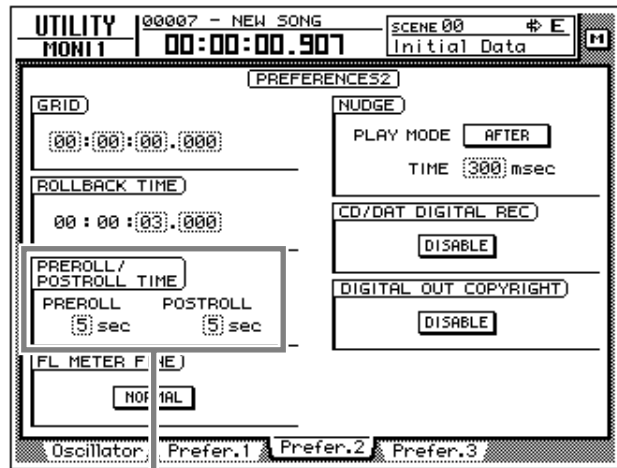 UTILITY
MONI 1
00007 - NEW SONG
00:00:00.907
SCENE 00 E
Initial Data
M
PREFERENCES2
GRID
00:00:00.000
ROLLBACK TIME
00:00:03.000
PREROLL/
POSTROLL TIME
PREROLL POSTROLL
5 sec 5 sec
FL METER
NUDGE
PLAY MODE AFTER
TIME 300 msec
CD/DAT DIGITAL REC
DISABLE
DIGITAL OUT COPYRIGHT
DISABLE
Oscillator Prefer.1 Prefer.2 Prefer.3